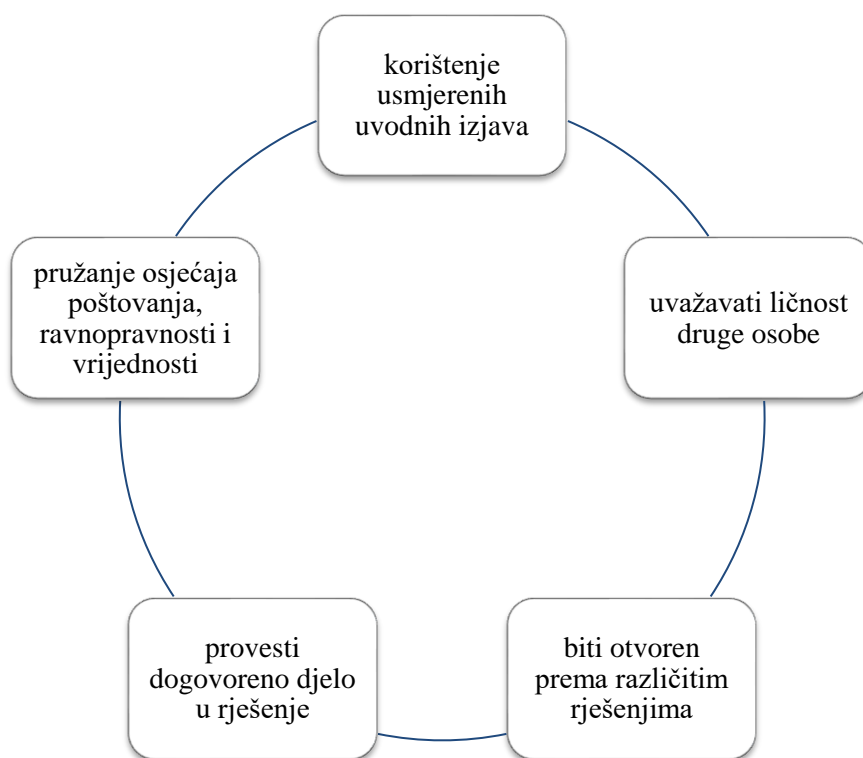 korištenje
usmjerenih
uvodnih izjava
uvažavati ličnost
druge osobe
biti otvoren
prema različitim
rješenjima
provesti
dogovoreno djelo
u rješenje
pružanje osjećaja
poštovanja,
ravnopravnosti i
vrijednosti